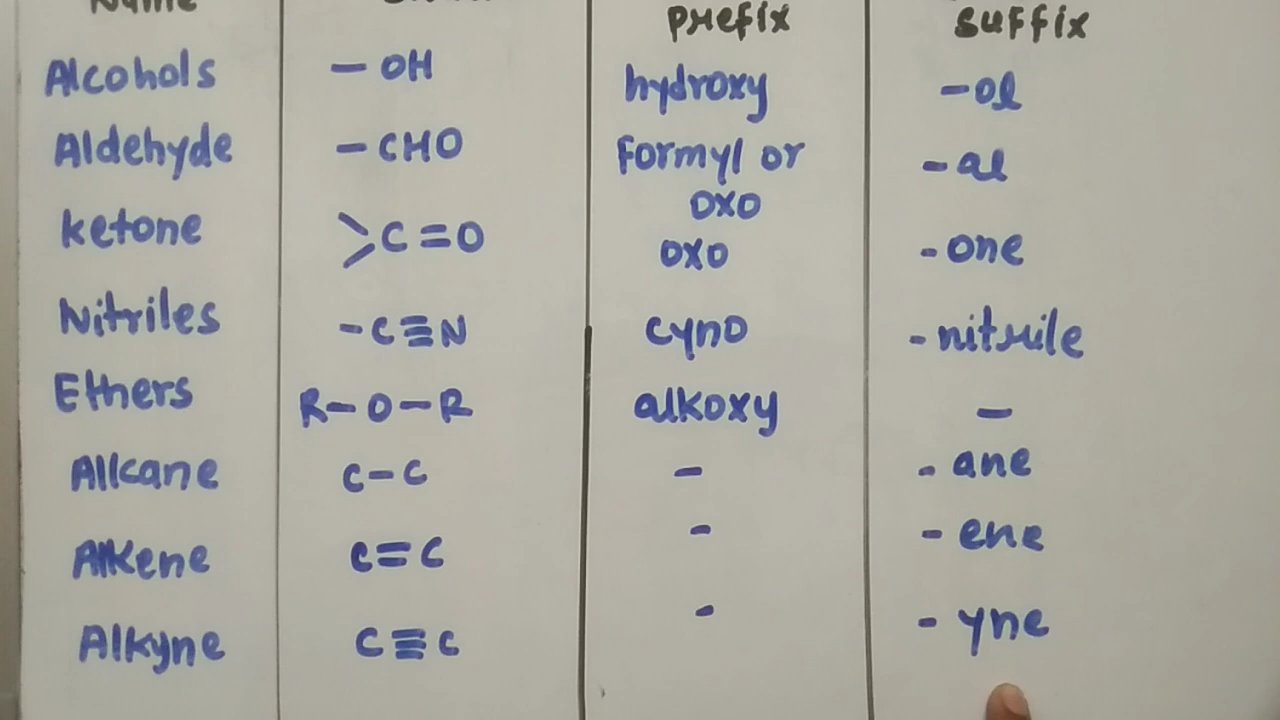 Name Prefix Suffix
Alcohols -OH hydroxy -ol
Aldehyde -CHO Formyl or oxo -al
ketone >C=O oxo -one
Nitriles -C≡N cyno -nitrile
Ethers R-O-R alkoxy -
Alkane C-C - -ane
Alkene C=C - -ene
Alkyne C≡C - -yne